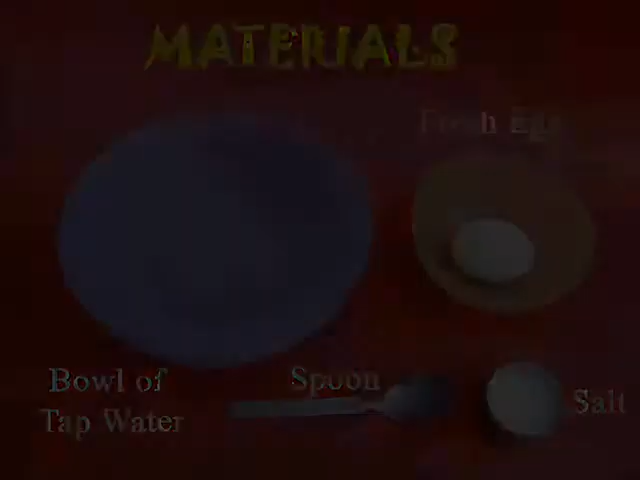 MATERIALS
Fresh Egg
Bowl of
Tap Water
Spoon
Salt